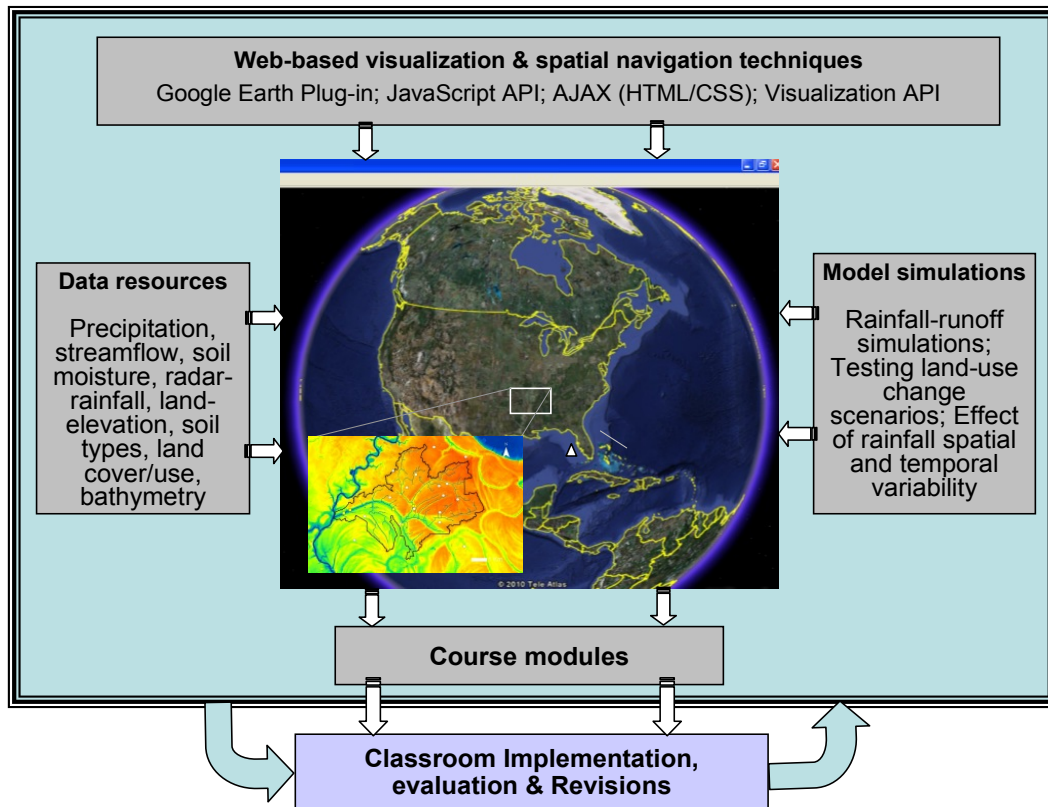 Web-based visualization & spatial navigation techniques
Google Earth Plug-in; JavaScript API; AJAX (HTML/CSS); Visualization API
Data resources
Precipitation,
streamflow, soil
moisture, radar-
rainfall, land-
elevation, soil
types, land
cover/use,
bathymetry
Model simulations
Rainfall-runoff
simulations;
Testing land-use
change
scenarios; Effect
of rainfall spatial
and temporal
variability
© 2010 Tele Atlas
Course modules
Classroom Implementation,
evaluation & Revisions